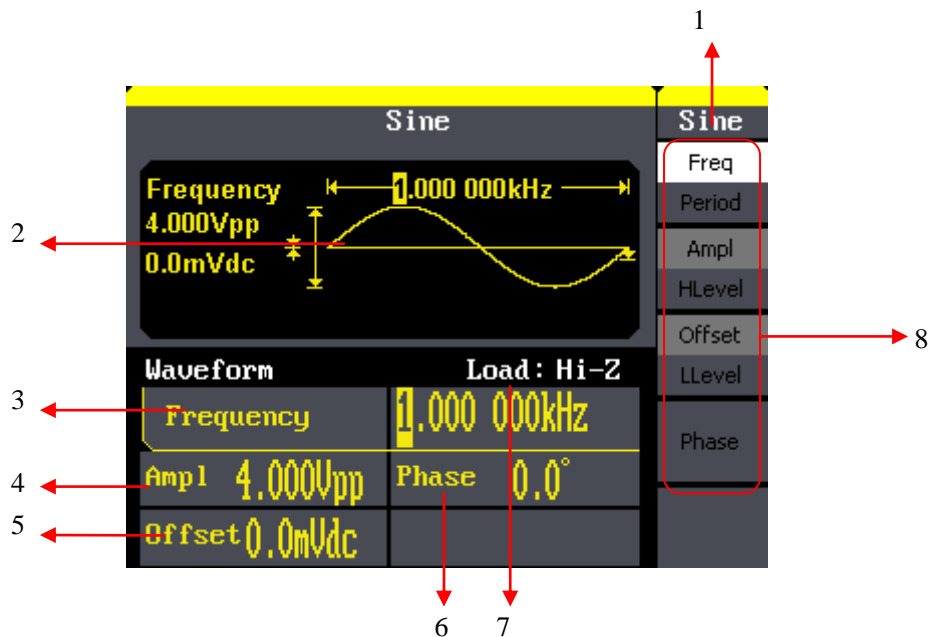 1
Sine
Sine
Frequency
1.000 000kHz
4.000Vpp
0.0mVdc
2
Freq
Period
Ampl
HLevel
Offset
LLevel
Phase
8
Waveform
Load: Hi-Z
3
Frequency
1.000 000kHz
4
Ampl 4.000Vpp
Phase 0.0°
5
Offset 0.0mVdc
6
7